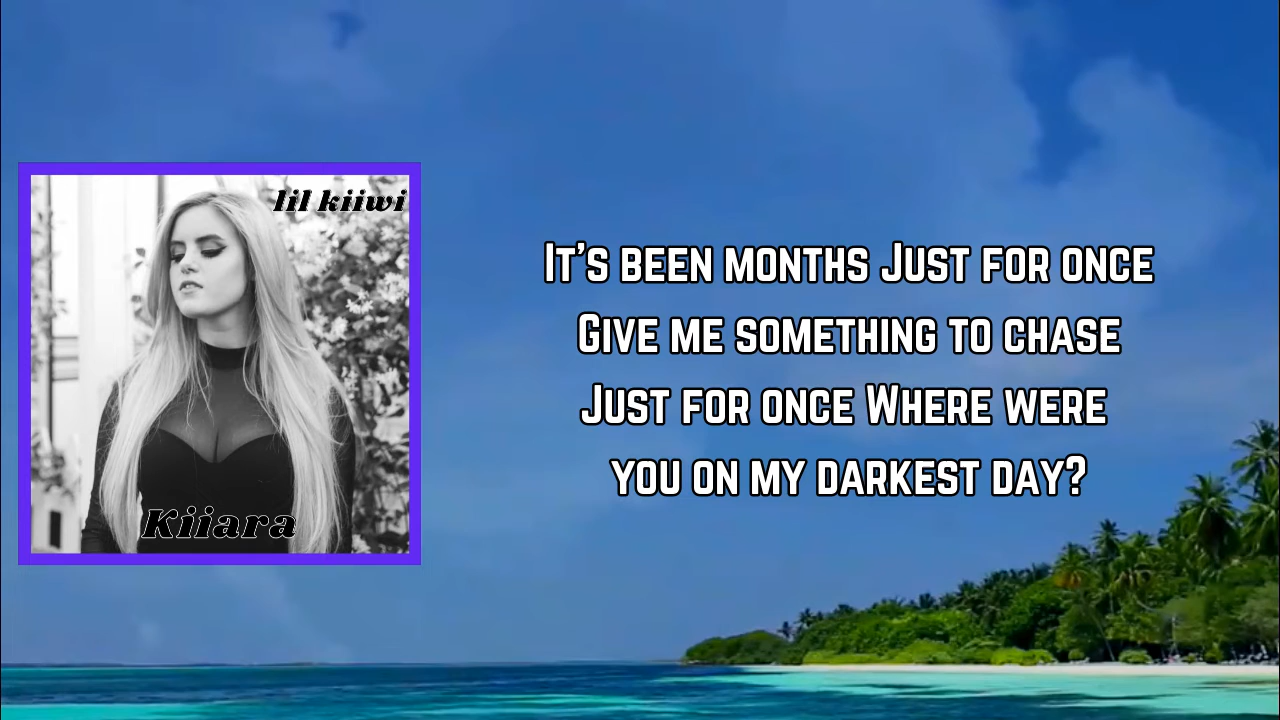 lil kiiwi
Kiiara
It's been months Just for once
Give me something to chase
Just for once Where were
you on my darkest day?